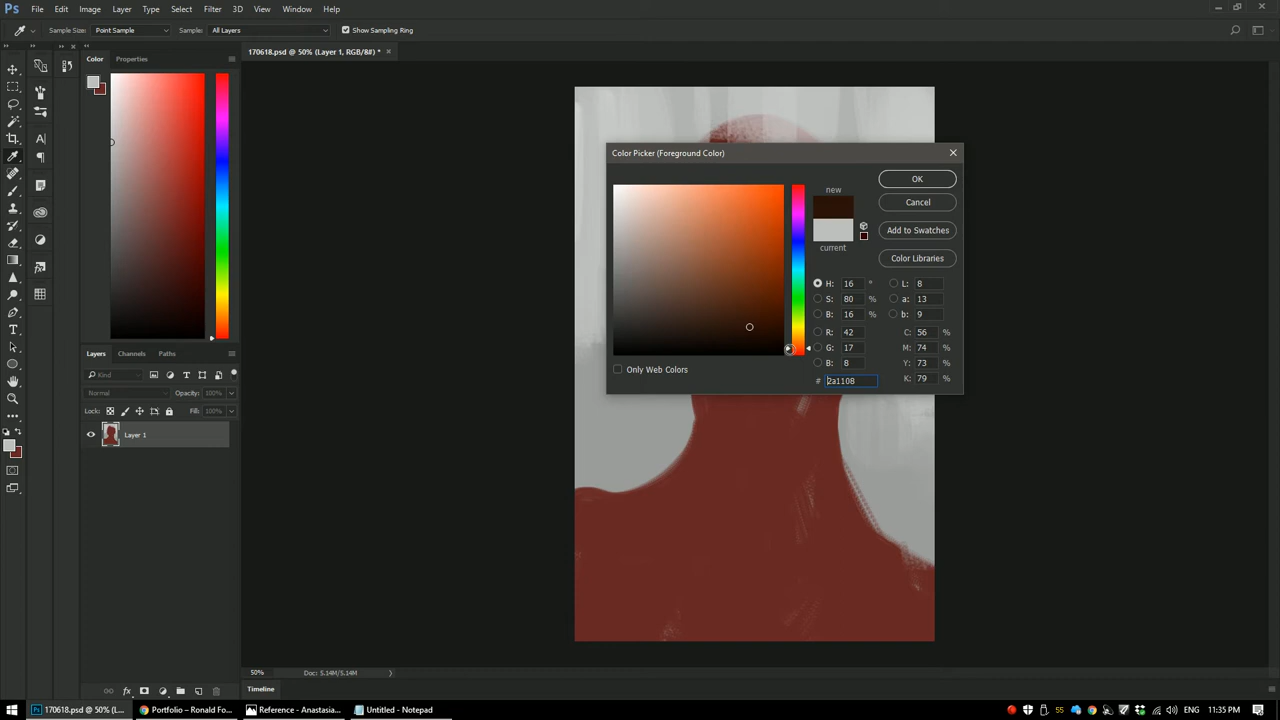 Ps File Edit Image Layer Type Select Filter 3D View Window Help
Sample Size: Point Sample Sample: All Layers Show Sampling Ring
170618.psd @ 50% (Layer 1, RGB/8#) * ×
Color Properties
Color Picker (Foreground Color)
OK
new
Cancel
Add to Swatches
current
Color Libraries
H: 16 ° L: 8
S: 80 % a: 13
B: 16 % b: 9
R: 42 C: 56 %
G: 17 M: 74 %
B: 8 Y: 73 %
Only Web Colors
# 2a1108 K: 79 %
Layers Channels Paths
Kind
Normal Opacity: 100%
Lock: Fill: 100%
Layer 1
50% Doc: 5.14M/5.14M
Timeline
170618.psd @ 50% (L... Portfolio – Ronald Fo... Reference - Anastasia... Untitled - Notepad 55 ENG 11:35 PM